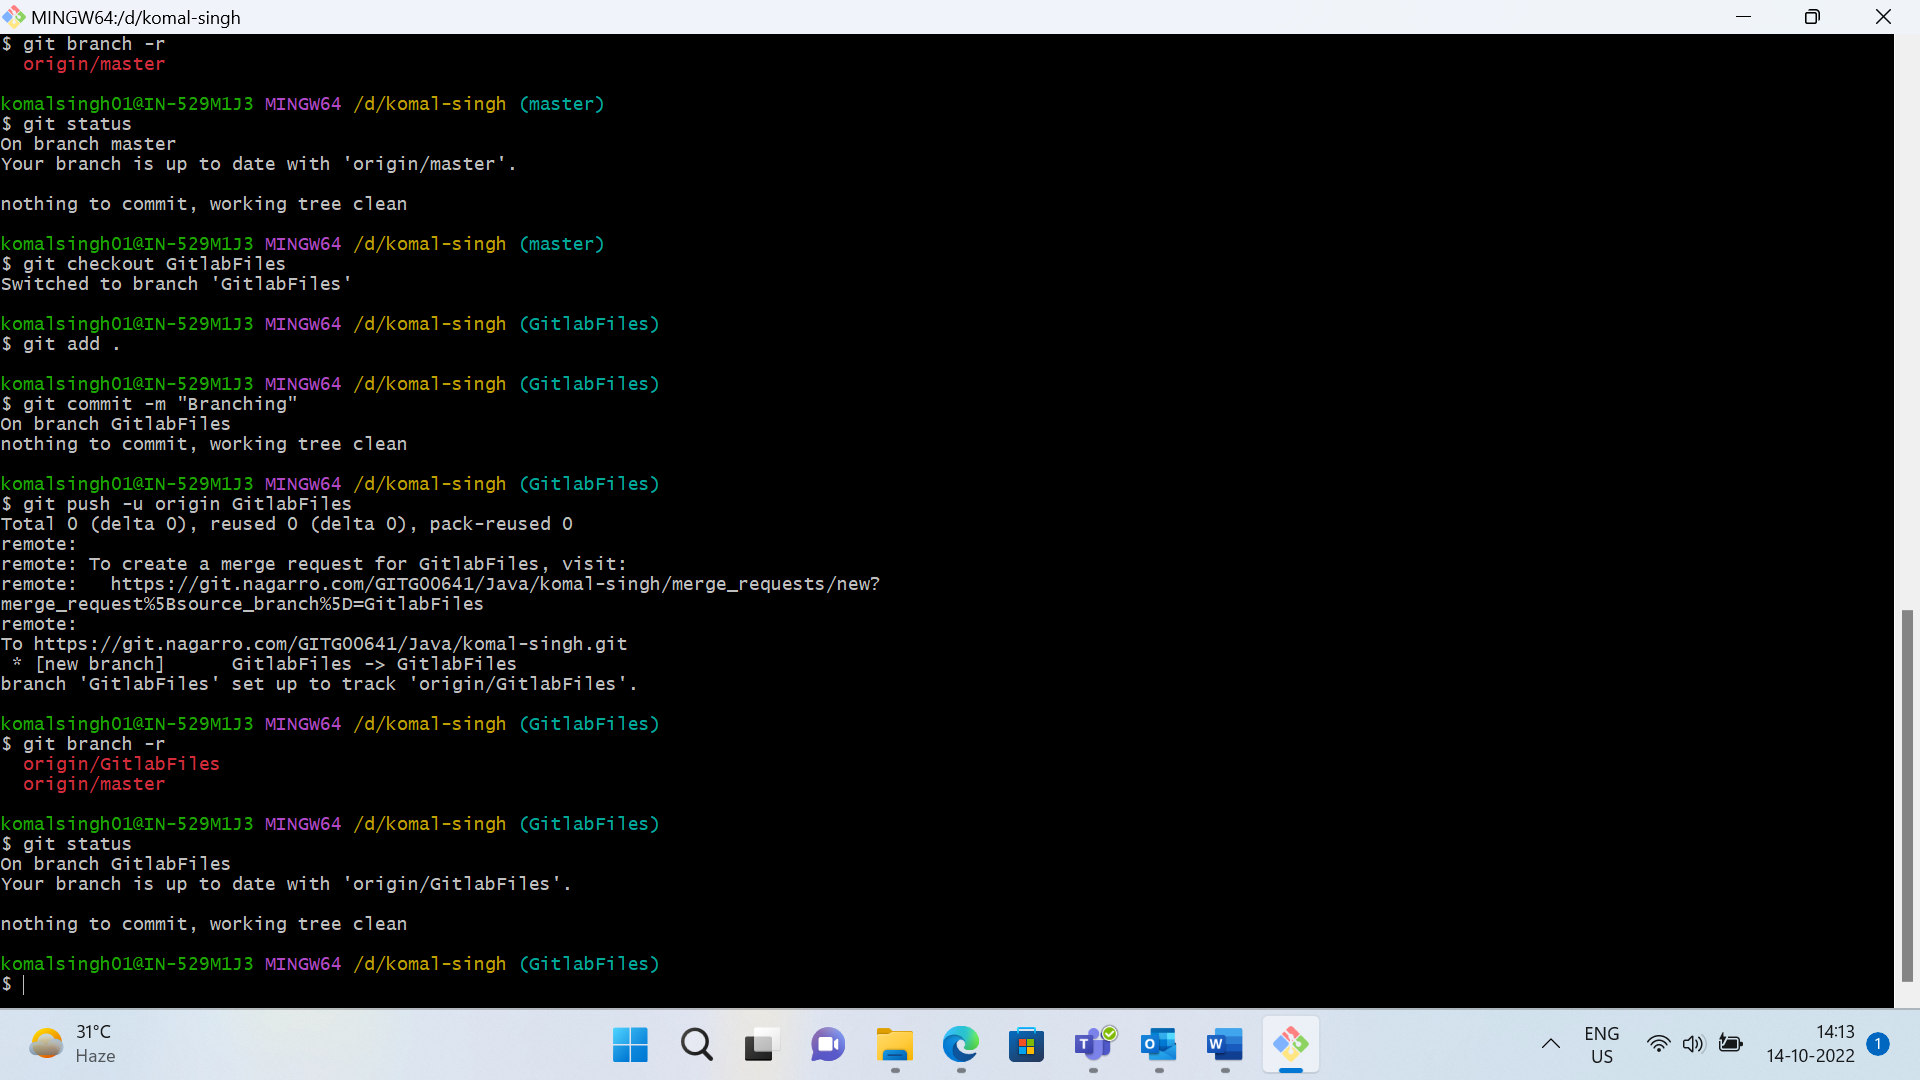 MINGW64:/d/komal-singh
$ git branch -r
  origin/master

komalsingh01@IN-529M1J3 MINGW64 /d/komal-singh (master)
$ git status
On branch master
Your branch is up to date with 'origin/master'.

nothing to commit, working tree clean

komalsingh01@IN-529M1J3 MINGW64 /d/komal-singh (master)
$ git checkout GitlabFiles
Switched to branch 'GitlabFiles'

komalsingh01@IN-529M1J3 MINGW64 /d/komal-singh (GitlabFiles)
$ git add .

komalsingh01@IN-529M1J3 MINGW64 /d/komal-singh (GitlabFiles)
$ git commit -m "Branching"
On branch GitlabFiles
nothing to commit, working tree clean

komalsingh01@IN-529M1J3 MINGW64 /d/komal-singh (GitlabFiles)
$ git push -u origin GitlabFiles
Total 0 (delta 0), reused 0 (delta 0), pack-reused 0
remote:
remote: To create a merge request for GitlabFiles, visit:
remote:   https://git.nagarro.com/GITG00641/Java/komal-singh/merge_requests/new?
merge_request%5Bsource_branch%5D=GitlabFiles
remote:
To https://git.nagarro.com/GITG00641/Java/komal-singh.git
 * [new branch]      GitlabFiles -> GitlabFiles
branch 'GitlabFiles' set up to track 'origin/GitlabFiles'.

komalsingh01@IN-529M1J3 MINGW64 /d/komal-singh (GitlabFiles)
$ git branch -r
  origin/GitlabFiles
  origin/master

komalsingh01@IN-529M1J3 MINGW64 /d/komal-singh (GitlabFiles)
$ git status
On branch GitlabFiles
Your branch is up to date with 'origin/GitlabFiles'.

nothing to commit, working tree clean

komalsingh01@IN-529M1J3 MINGW64 /d/komal-singh (GitlabFiles)
$
31°C
Haze
ENG
US
14:13
14-10-2022
1